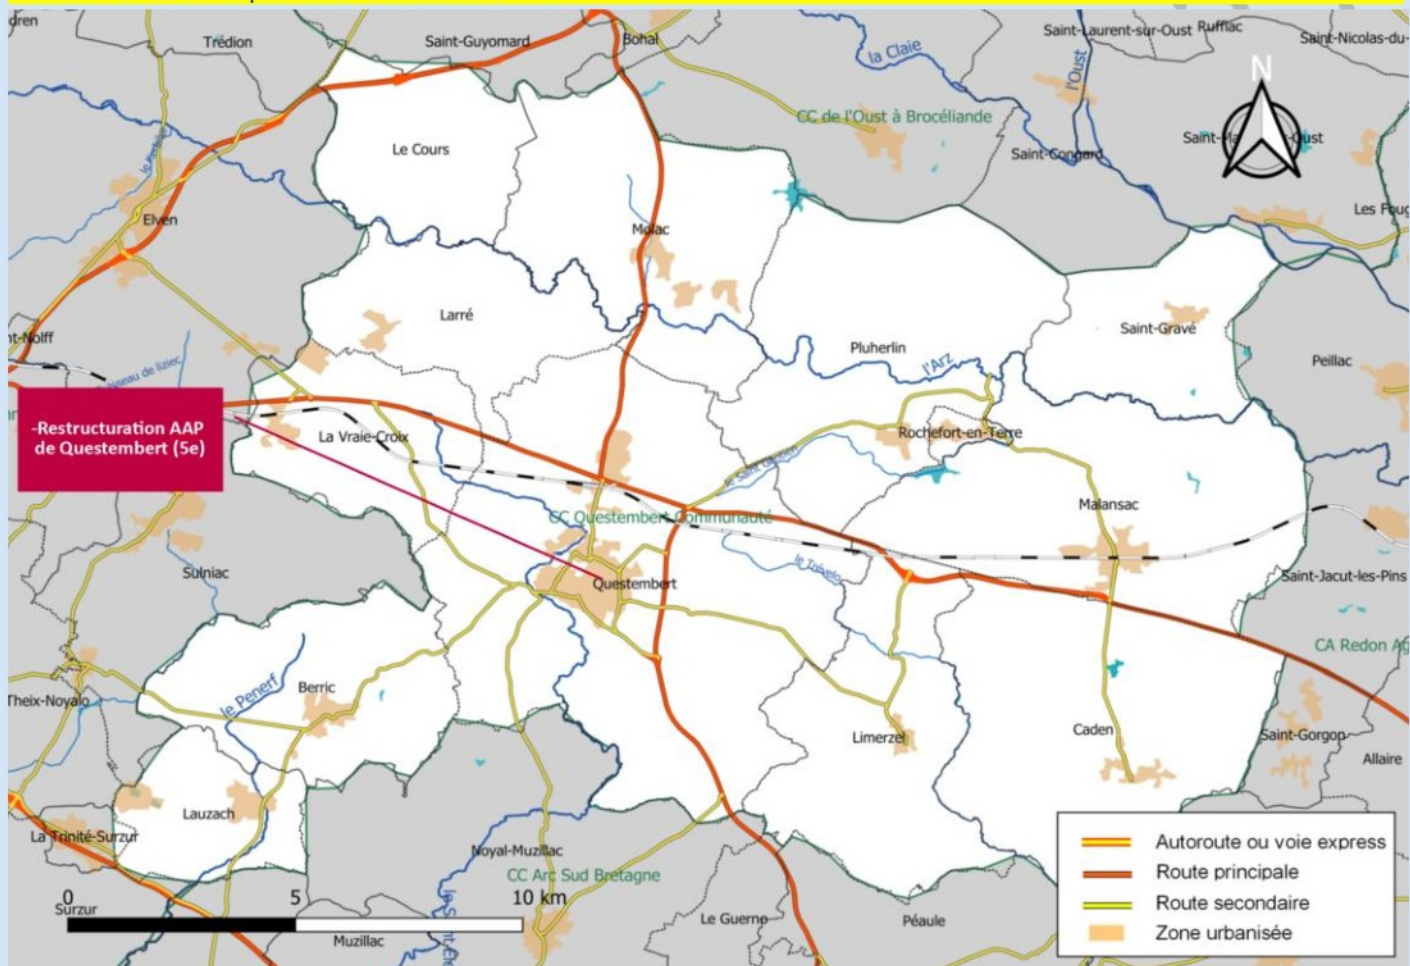 Trédion
Saint-Guyomard
Bohal
la Claie
Saint-Laurent-sur-Oust
Ruffiac
Saint-Nicolas-du-
l'Oust
CC de l'Oust à Brocéliande
N
Le Cours
Saint-Congard
Elven
Molac
Les Foug
Larré
nt-Nolff
Saint-Gravé
Pluherlin
l'Arz
Peillac
-Restructuration AAP
de Questembert (5e)
La Vraie-Croix
Rochefort-en-Terre
Malansac
CC Questembert Communauté
le Trévelo
Sulniac
Questembert
Saint-Jacut-les-Pins
CA Redon Ag
Theix-Noyalo
le Penerf
Berric
Limerzel
Caden
Saint-Gorgon
Allaire
Lauzach
La Trinité-Surzur
Noyal-Muzillac
CC Arc Sud Bretagne
0 5 10 km
Surzur
Muzillac
Le Guerno
Péaule
Autoroute ou voie express
Route principale
Route secondaire
Zone urbanisée